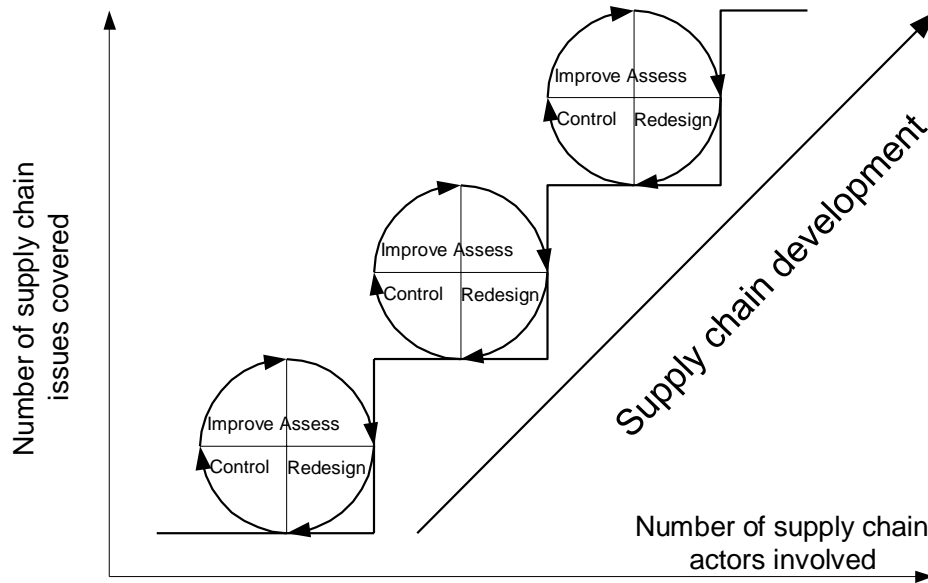 Improve Assess
Control Redesign
Improve Assess
Control Redesign
Improve Assess
Control Redesign
Number of supply chain
issues covered
Supply chain development
Number of supply chain
actors involved